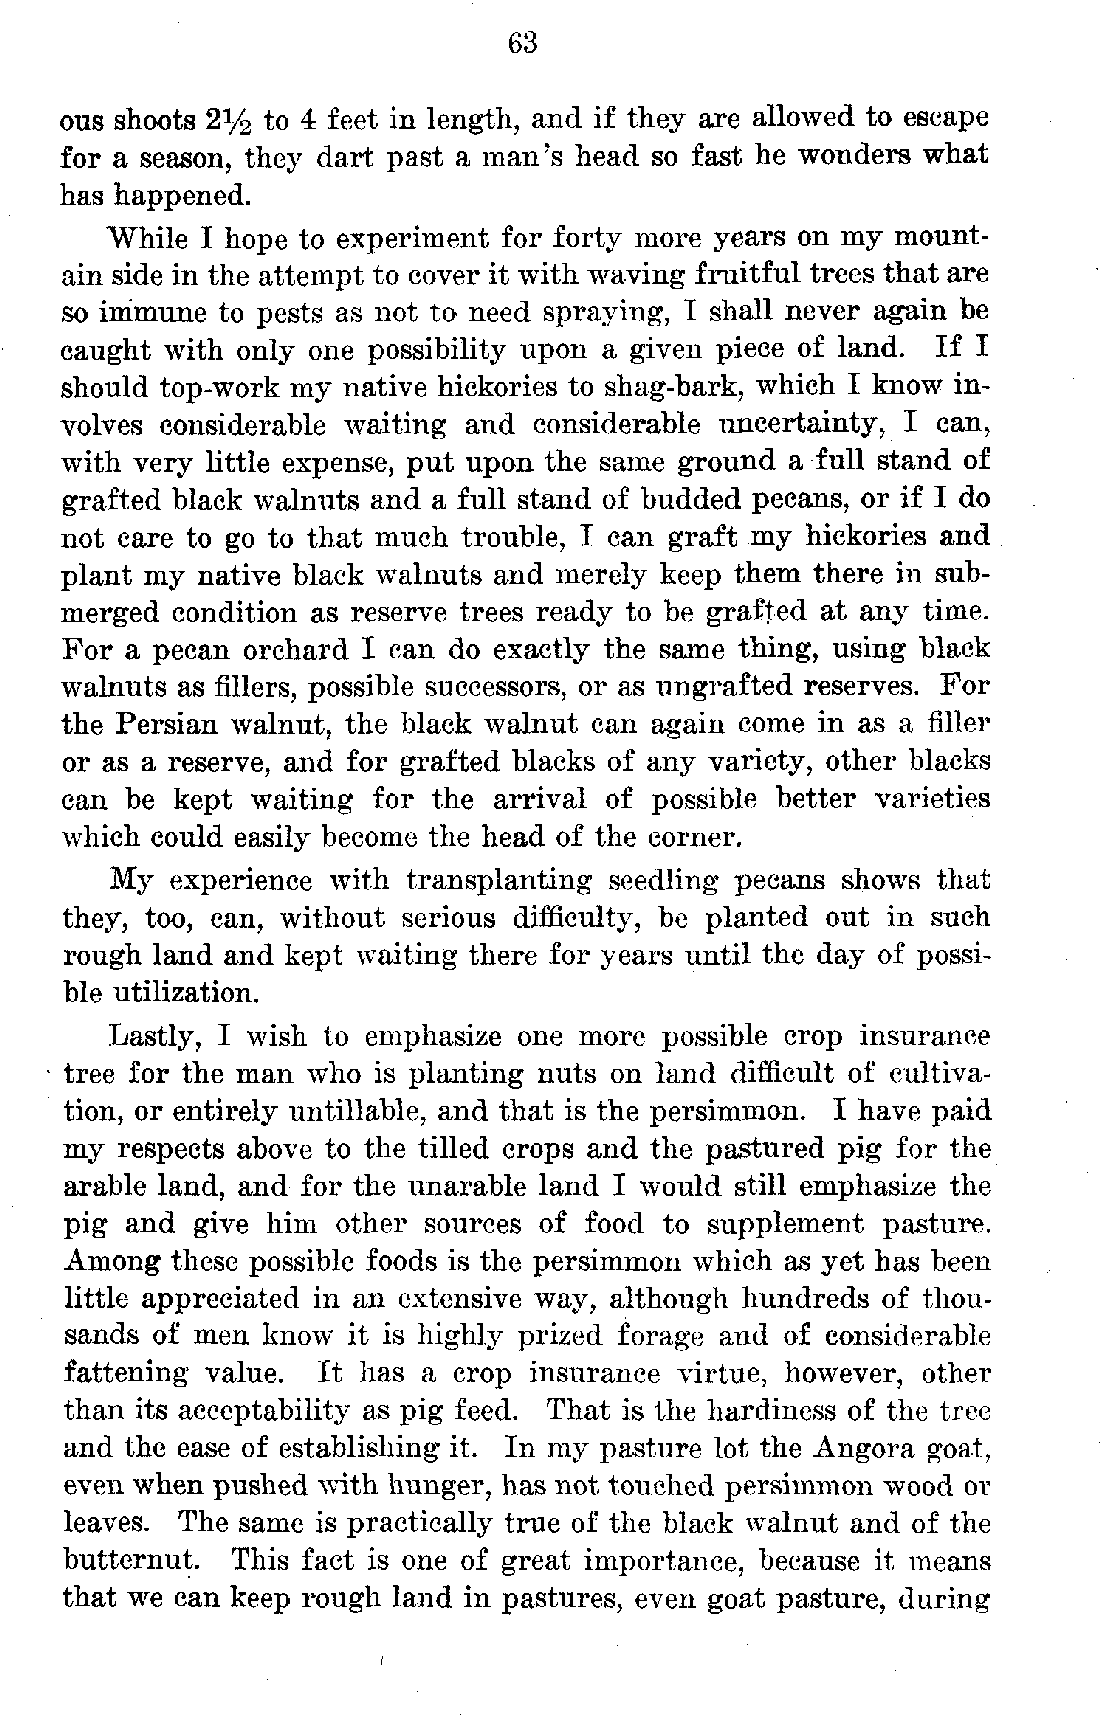 63
ous shoots 2½ to 4 feet in length, and if they are allowed to escape
for a season, they dart past a man's head so fast he wonders what
has happened.
While I hope to experiment for forty more years on my mount-
ain side in the attempt to cover it with waving fruitful trees that are
so immune to pests as not to need spraying, I shall never again be
caught with only one possibility upon a given piece of land. If I
should top-work my native hickories to shag-bark, which I know in-
volves considerable waiting and considerable uncertainty, I can,
with very little expense, put upon the same ground a full stand of
grafted black walnuts and a full stand of budded pecans, or if I do
not care to go to that much trouble, I can graft my hickories and
plant my native black walnuts and merely keep them there in sub-
merged condition as reserve trees ready to be grafted at any time.
For a pecan orchard I can do exactly the same thing, using black
walnuts as fillers, possible successors, or as ungrafted reserves. For
the Persian walnut, the black walnut can again come in as a filler
or as a reserve, and for grafted blacks of any variety, other blacks
can be kept waiting for the arrival of possible better varieties
which could easily become the head of the corner.
My experience with transplanting seedling pecans shows that
they, too, can, without serious difficulty, be planted out in such
rough land and kept waiting there for years until the day of possi-
ble utilization.
Lastly, I wish to emphasize one more possible crop insurance
tree for the man who is planting nuts on land difficult of cultiva-
tion, or entirely untillable, and that is the persimmon. I have paid
my respects above to the tilled crops and the pastured pig for the
arable land, and for the unarable land I would still emphasize the
pig and give him other sources of food to supplement pasture.
Among these possible foods is the persimmon which as yet has been
little appreciated in an extensive way, although hundreds of thou-
sands of men know it is highly prized forage and of considerable
fattening value. It has a crop insurance virtue, however, other
than its acceptability as pig feed. That is the hardiness of the tree
and the ease of establishing it. In my pasture lot the Angora goat,
even when pushed with hunger, has not touched persimmon wood or
leaves. The same is practically true of the black walnut and of the
butternut. This fact is one of great importance, because it means
that we can keep rough land in pastures, even goat pasture, during